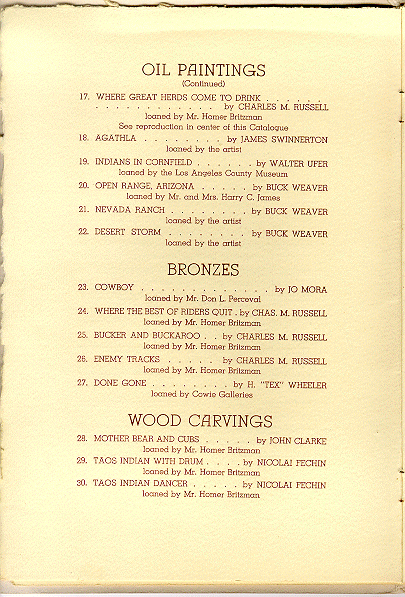 OIL PAINTINGS
(Continued)
17. WHERE GREAT HERDS COME TO DRINK . . . . . .
. . . . . . . . . . . . . by CHARLES M. RUSSELL
loaned by Mr. Homer Britzman
See reproduction in center of this Catalogue
18. AGATHLA . . . . . . . . by JAMES SWINNERTON
loaned by the artist
19. INDIANS IN CORNFIELD . . . . . . by WALTER UFER
loaned by the Los Angeles County Museum
20. OPEN RANGE, ARIZONA . . . . . by BUCK WEAVER
loaned by Mr. and Mrs. Harry C. James
21. NEVADA RANCH . . . . . . . . by BUCK WEAVER
loaned by the artist
22. DESERT STORM . . . . . . . . by BUCK WEAVER
loaned by the artist
BRONZES
23. COWBOY . . . . . . . . . . . . . by JO MORA
loaned by Mr. Don L. Perceval
24. WHERE THE BEST OF RIDERS QUIT . by CHAS. M. RUSSELL
loaned by Mr. Homer Britzman
25. BUCKER AND BUCKAROO . . by CHARLES M. RUSSELL
loaned by Mr. Homer Britzman
26. ENEMY TRACKS . . . . . by CHARLES M. RUSSELL
loaned by Mr. Homer Britzman
27. DONE GONE . . . . . . . . by H. "TEX" WHEELER
loaned by Cowie Galleries
WOOD CARVINGS
28. MOTHER BEAR AND CUBS . . . . . by JOHN CLARKE
loaned by Mr. Homer Britzman
29. TAOS INDIAN WITH DRUM . . . . by NICOLAI FECHIN
loaned by Mr. Homer Britzman
30. TAOS INDIAN DANCER . . . . . by NICOLAI FECHIN
loaned by Mr. Homer Britzman